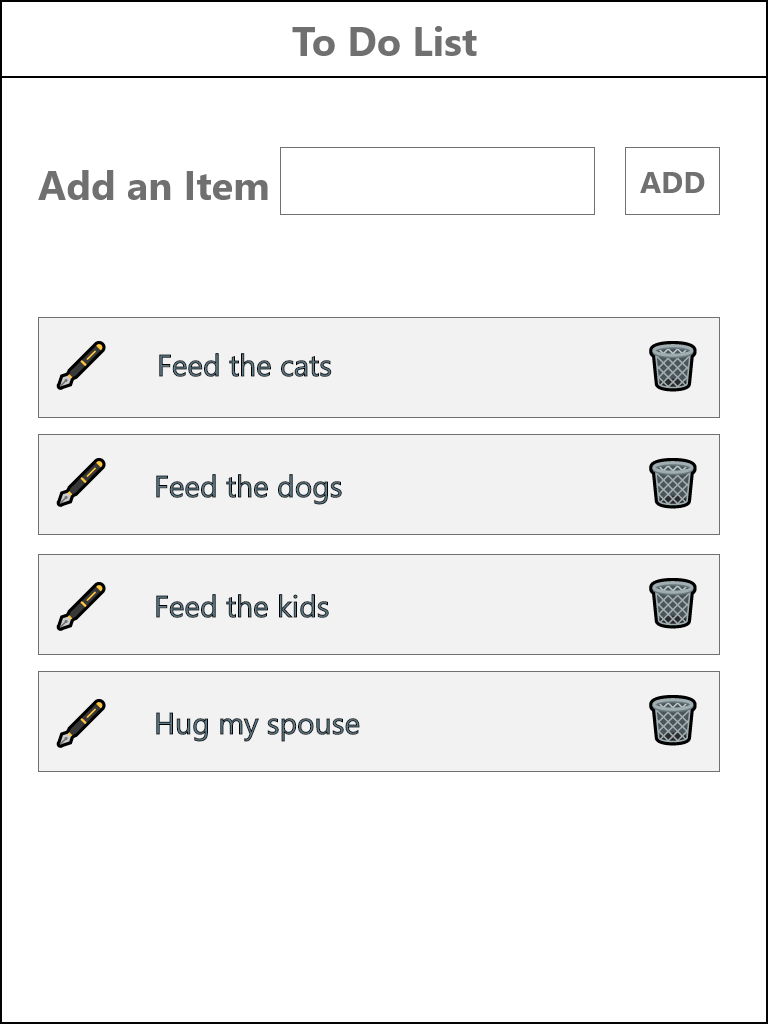 To Do List
Add an Item ADD
Feed the cats
Feed the dogs
Feed the kids
Hug my spouse